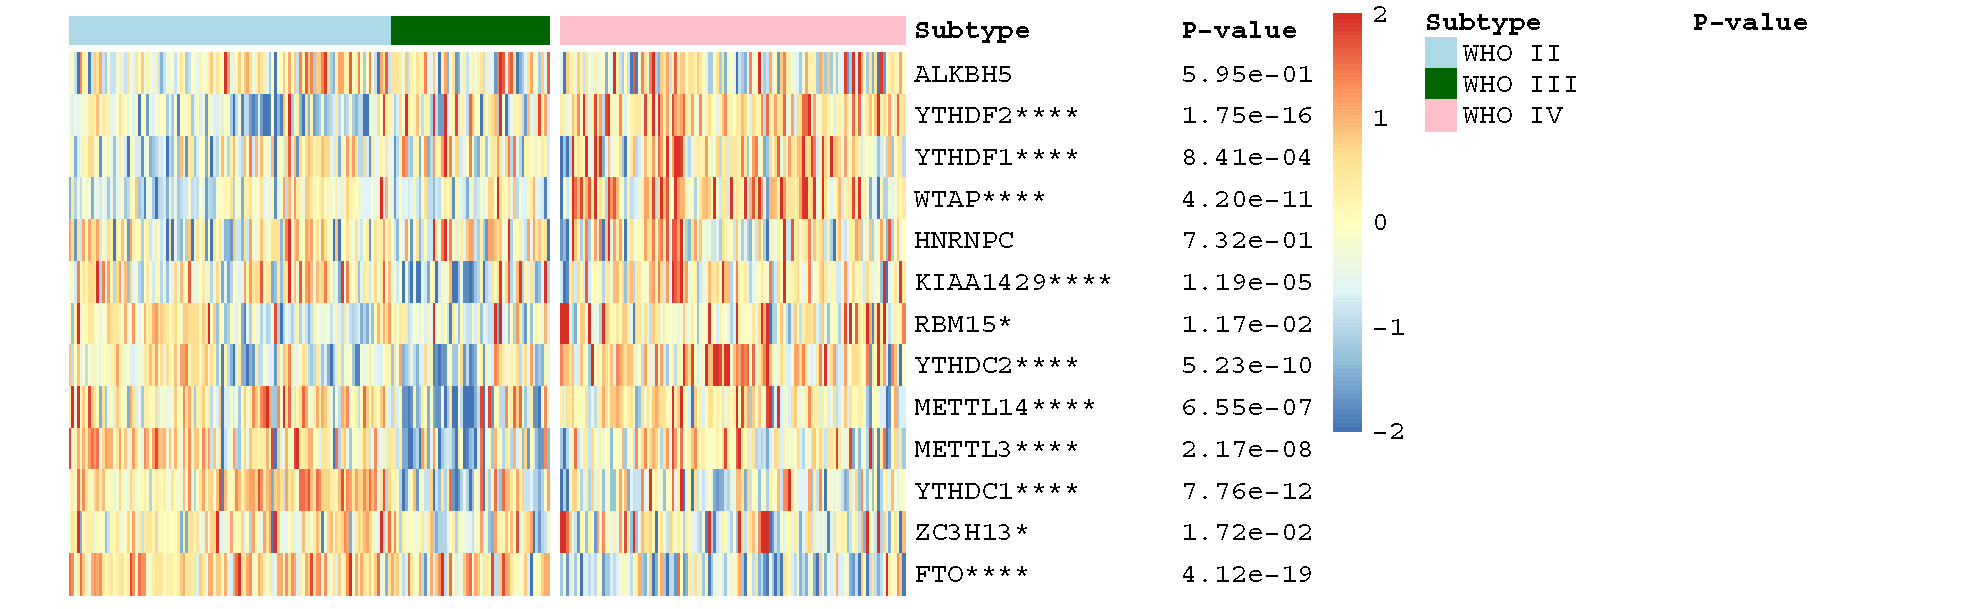 Subtype P-value
ALKBH5 5.95e-01
YTHDF2**** 1.75e-16
YTHDF1**** 8.41e-04
WTAP**** 4.20e-11
HNRNPC 7.32e-01
KIAA1429**** 1.19e-05
RBM15* 1.17e-02
YTHDC2**** 5.23e-10
METTL14**** 6.55e-07
METTL3**** 2.17e-08
YTHDC1**** 7.76e-12
ZC3H13* 1.72e-02
FTO**** 4.12e-19
2
1
0
-1
-2
Subtype P-value
WHO II
WHO III
WHO IV